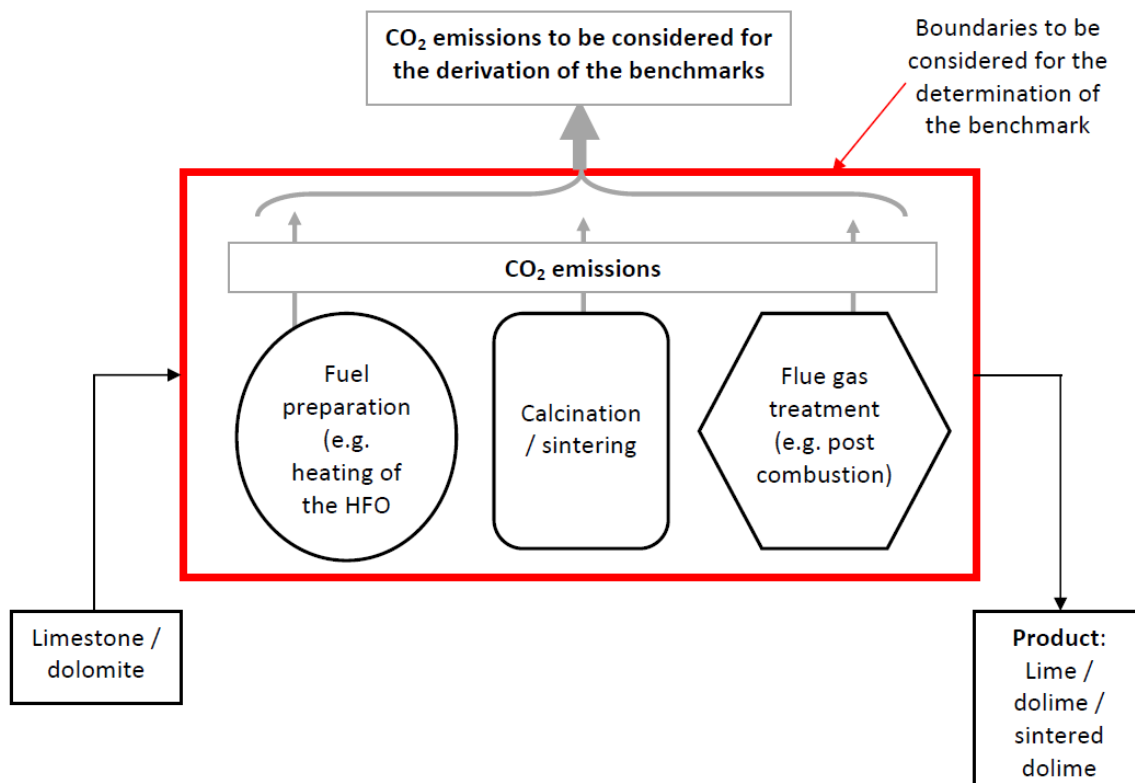 CO₂ emissions to be considered for
the derivation of the benchmarks
Boundaries to be
considered for the
determination of
the benchmark
CO₂ emissions
Fuel
preparation
(e.g.
heating of
the HFO
Calcination
/ sintering
Flue gas
treatment
(e.g. post
combustion)
Limestone /
dolomite
Product:
Lime /
dolime /
sintered
dolime